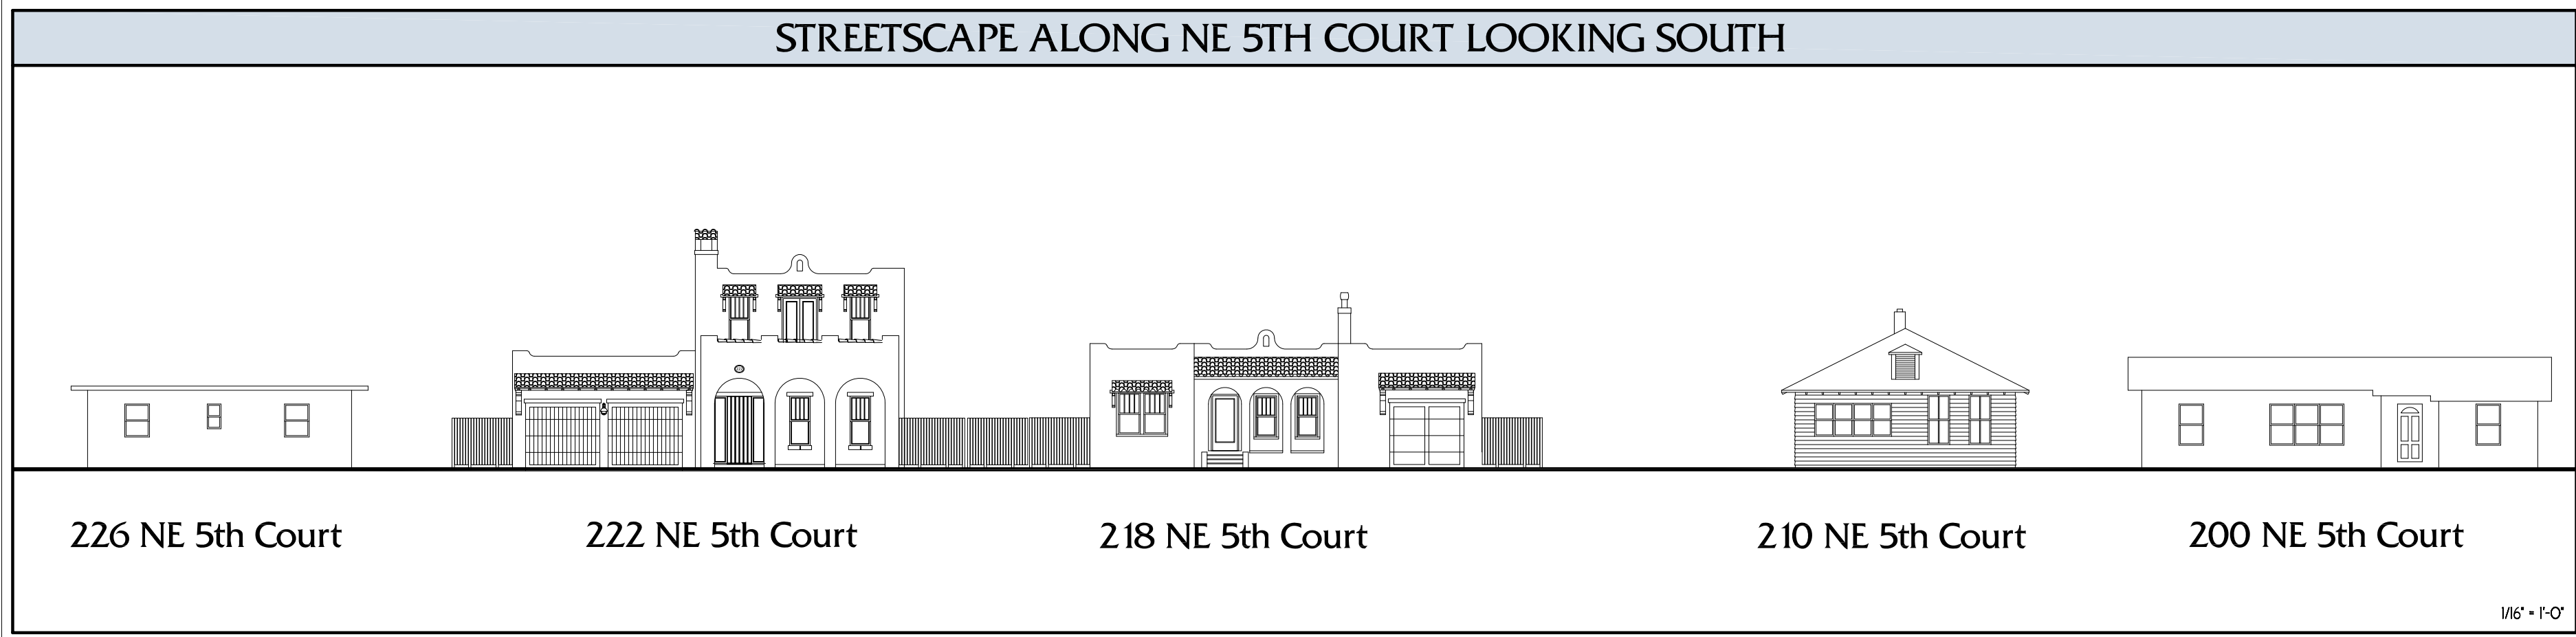 STREETSCAPE ALONG NE 5TH COURT LOOKING SOUTH
226 NE 5th Court
222 NE 5th Court
218 NE 5th Court
210 NE 5th Court
200 NE 5th Court
1/16" = 1'-0"